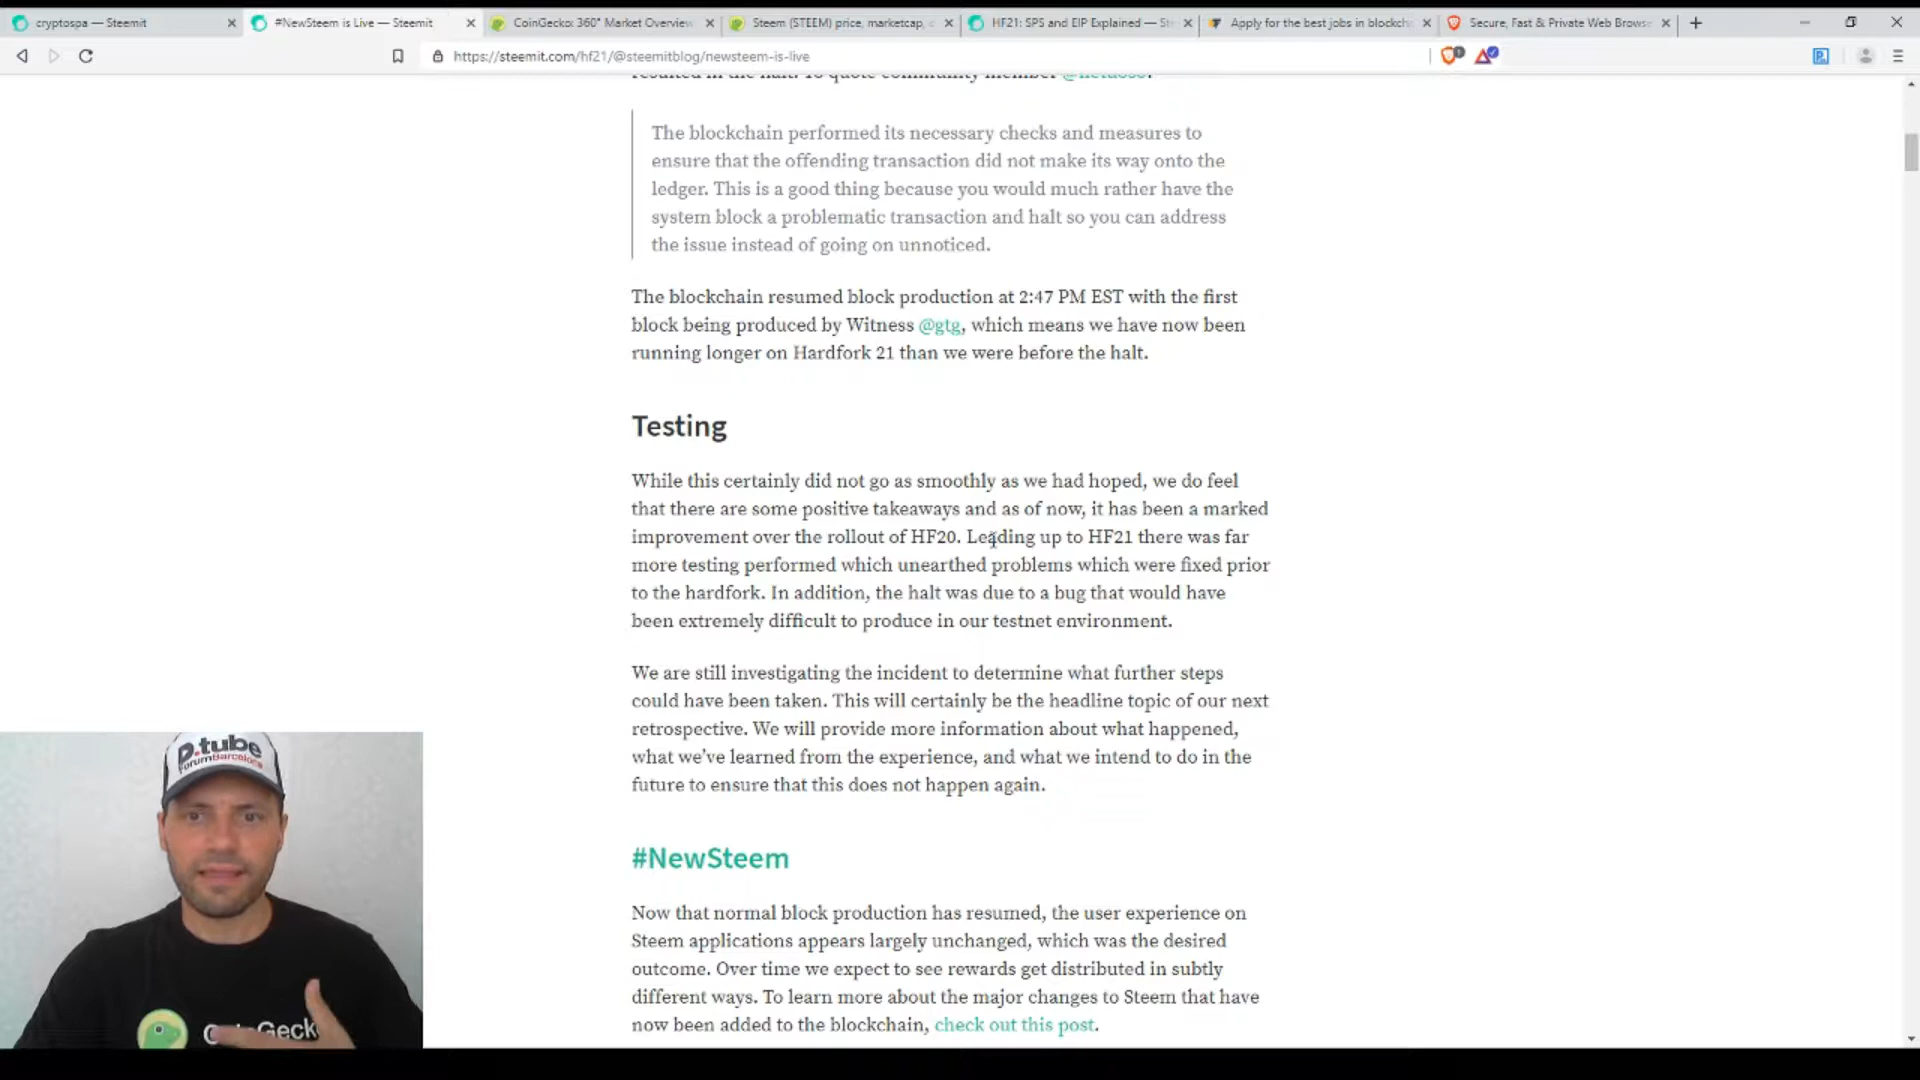 cryptospa — Steemit
#NewSteem is Live — Steemit
CoinGecko: 360° Market Overview
Steem (STEEM) price, marketcap,
HF21: SPS and EIP Explained —
Apply for the best jobs in blockch
Secure, Fast & Private Web Brows
https://steemit.com/hf21/@steemitblog/newsteem-is-live
resulted in the halt. To quote community member
The blockchain performed its necessary checks and measures to
ensure that the offending transaction did not make its way onto the
ledger. This is a good thing because you would much rather have the
system block a problematic transaction and halt so you can address
the issue instead of going on unnoticed.
The blockchain resumed block production at 2:47 PM EST with the first
block being produced by Witness @gtg, which means we have now been
running longer on Hardfork 21 than we were before the halt.
Testing
While this certainly did not go as smoothly as we had hoped, we do feel
that there are some positive takeaways and as of now, it has been a marked
improvement over the rollout of HF20. Leading up to HF21 there was far
more testing performed which unearthed problems which were fixed prior
to the hardfork. In addition, the halt was due to a bug that would have
been extremely difficult to produce in our testnet environment.
We are still investigating the incident to determine what further steps
could have been taken. This will certainly be the headline topic of our next
retrospective. We will provide more information about what happened,
what we've learned from the experience, and what we intend to do in the
future to ensure that this does not happen again.
#NewSteem
Now that normal block production has resumed, the user experience on
Steem applications appears largely unchanged, which was the desired
outcome. Over time we expect to see rewards get distributed in subtly
different ways. To learn more about the major changes to Steem that have
now been added to the blockchain, check out this post.
D.tube
ForumBarcelona